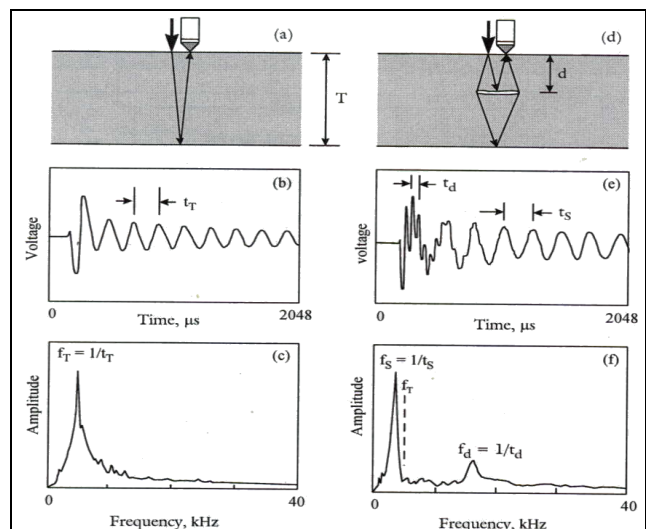 (a)
T
(b)
t_T
Voltage
0
Time, μs
2048
(c)
f_T = 1/t_T
Amplitude
0
40
Frequency, kHz
(d)
d
(e)
t_d
t_S
voltage
0
Time, μs
2048
(f)
f_S = 1/t_S
f_T
f_d = 1/t_d
Amplitude
0
40
Frequency, kHz